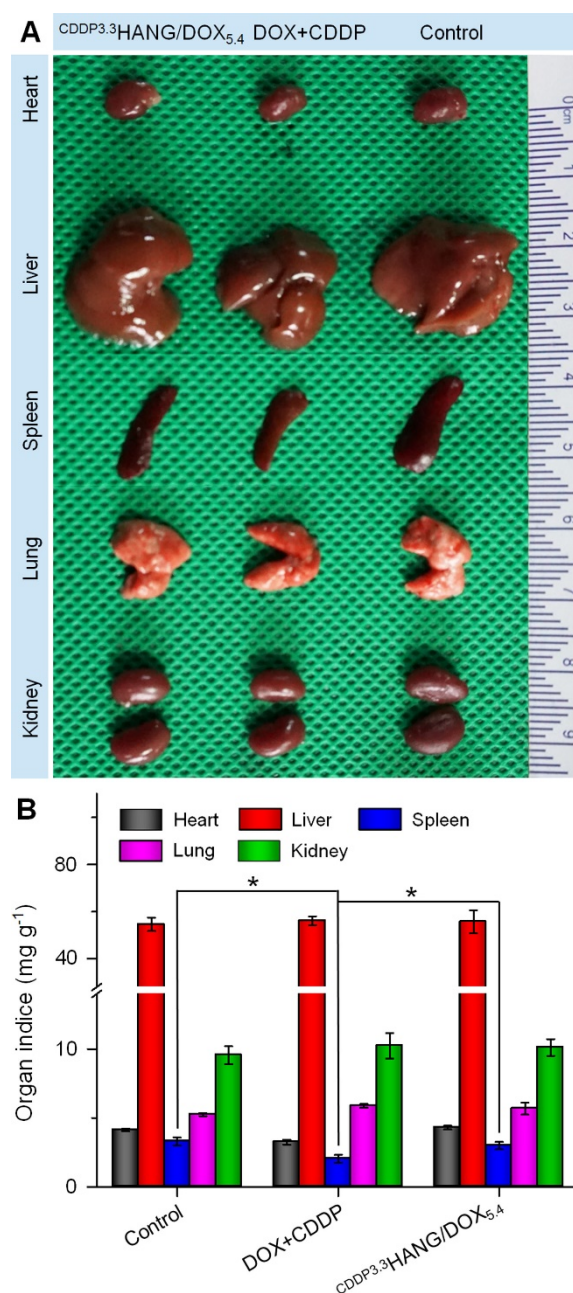 A
CDDP3.3HANG/DOX5.4 DOX+CDDP Control
Heart
Liver
Spleen
Lung
Kidney
0 cm
1
2
3
4
5
6
7
8
9
B
Heart Liver Spleen
Lung Kidney
Organ indice (mg g-1)
80
40
10
0
* *
Control DOX+CDDP CDDP3.3HANG/DOX5.4